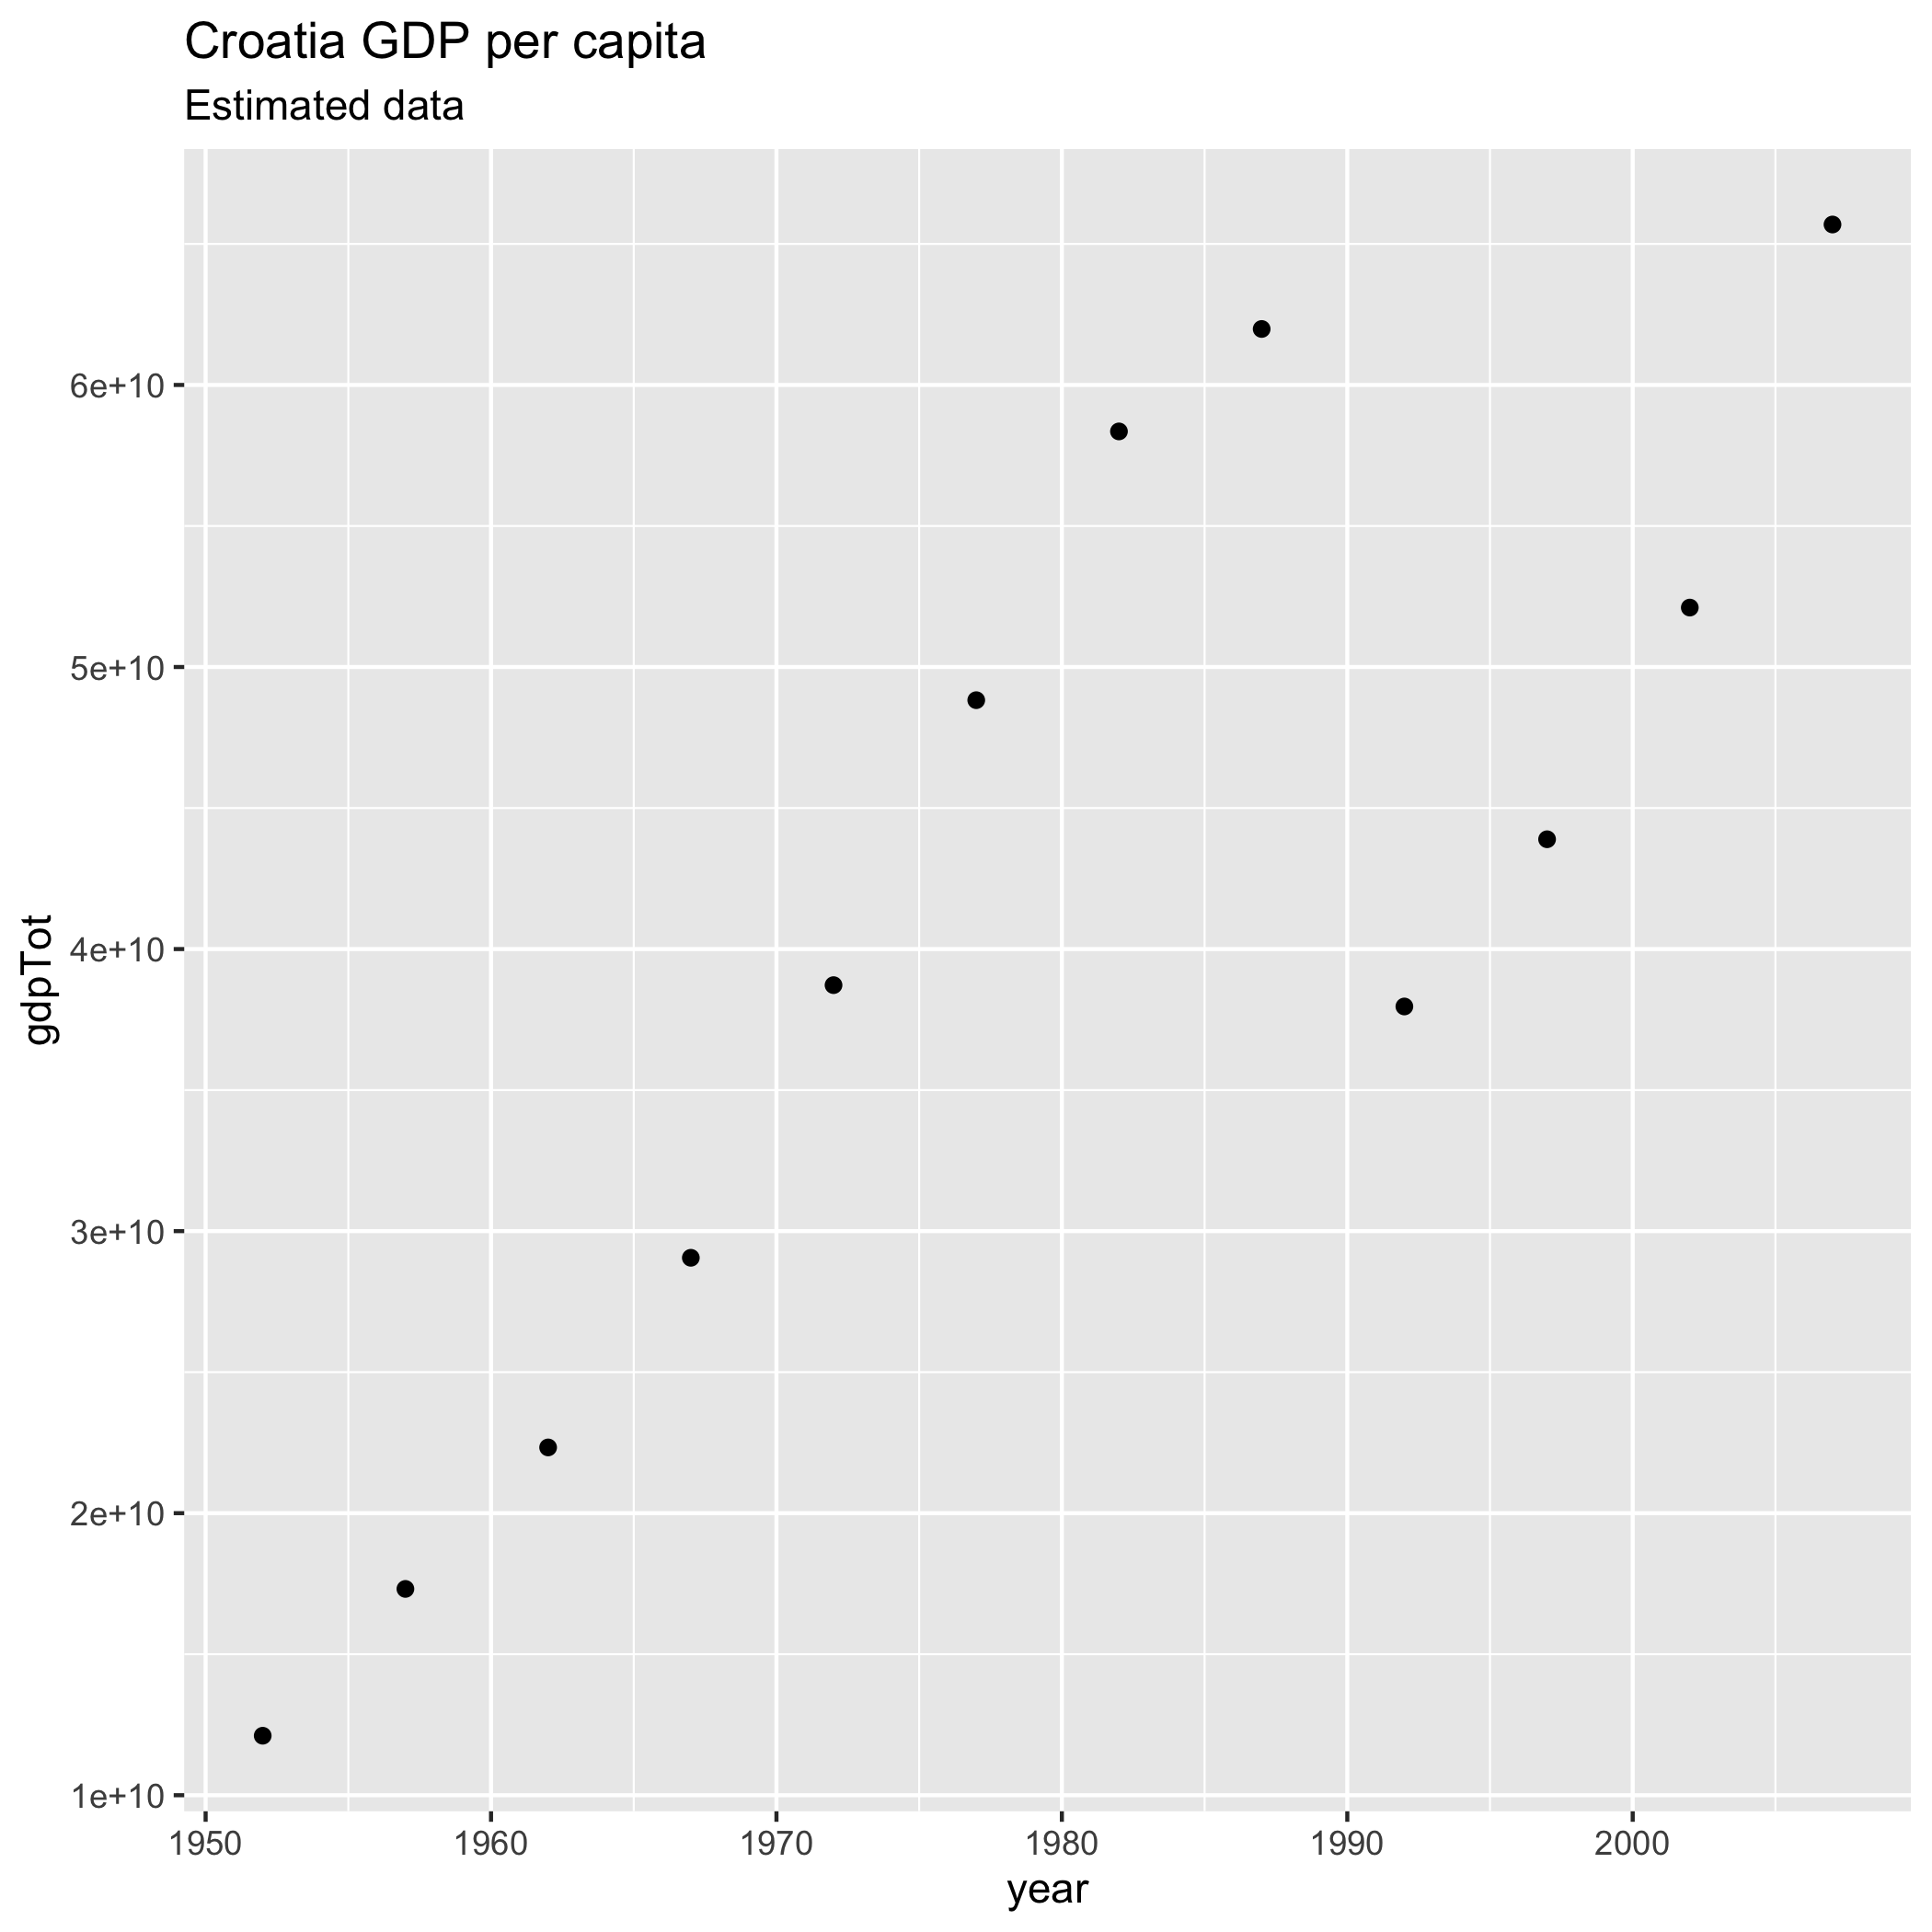 Croatia GDP per capita
Estimated data
gdpTot
6e+10
5e+10
4e+10
3e+10
2e+10
1e+10
1950 1960 1970 1980 1990 2000
year